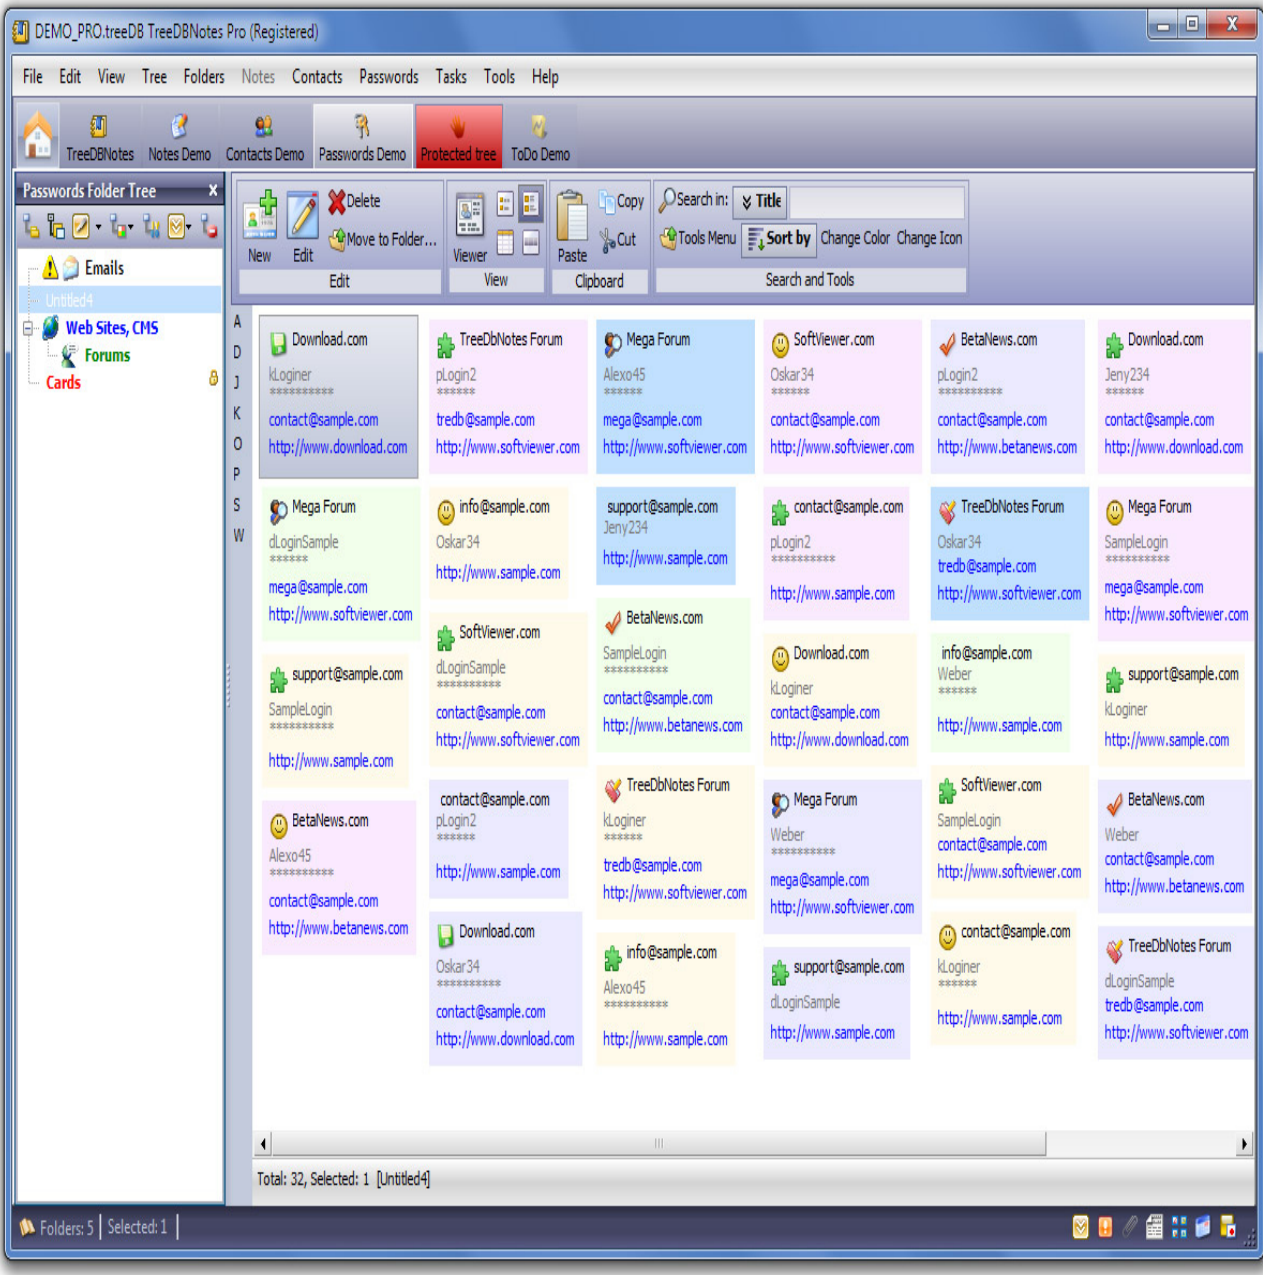 DEMO_PRO.treeDB TreeDBNotes Pro (Registered)
File Edit View Tree Folders Notes Contacts Passwords Tasks Tools Help
TreeDBNotes Notes Demo Contacts Demo Passwords Demo Protected tree ToDo Demo
Passwords Folder Tree
Emails
Untitled4
Web Sites, CMS
Forums
Cards
New
Edit
Delete
Move to Folder...
Edit
Viewer
View
Paste
Copy
Cut
Clipboard
Search in: Title
Tools Menu Sort by Change Color Change Icon
Search and Tools
A
D
J
K
O
P
S
W
Download.com
kLoginer
**********
contact@sample.com
http://www.download.com
Mega Forum
dLoginSample
******
mega@sample.com
http://www.softviewer.com
support@sample.com
SampleLogin
**********
http://www.sample.com
BetaNews.com
Alexo45
**********
contact@sample.com
http://www.betanews.com
TreeDbNotes Forum
pLogin2
******
tredb@sample.com
http://www.softviewer.com
info@sample.com
Oskar34
http://www.sample.com
SoftViewer.com
dLoginSample
**********
contact@sample.com
http://www.softviewer.com
contact@sample.com
pLogin2
******
http://www.sample.com
Download.com
Oskar34
**********
contact@sample.com
http://www.download.com
Mega Forum
Alexo45
******
mega@sample.com
http://www.softviewer.com
support@sample.com
Jeny234
http://www.sample.com
BetaNews.com
SampleLogin
**********
contact@sample.com
http://www.betanews.com
TreeDbNotes Forum
kLoginer
******
tredb@sample.com
http://www.softviewer.com
info@sample.com
Alexo45
**********
http://www.sample.com
SoftViewer.com
Oskar34
******
contact@sample.com
http://www.softviewer.com
contact@sample.com
pLogin2
**********
http://www.sample.com
Download.com
kLoginer
contact@sample.com
http://www.download.com
Mega Forum
Weber
**********
mega@sample.com
http://www.softviewer.com
support@sample.com
dLoginSample
http://www.sample.com
BetaNews.com
pLogin2
**********
contact@sample.com
http://www.betanews.com
TreeDbNotes Forum
Oskar34
tredb@sample.com
http://www.softviewer.com
info@sample.com
Weber
******
http://www.sample.com
SoftViewer.com
SampleLogin
contact@sample.com
http://www.softviewer.com
contact@sample.com
kLoginer
******
http://www.sample.com
Download.com
Jeny234
******
contact@sample.com
http://www.download.com
Mega Forum
SampleLogin
**********
mega@sample.com
http://www.softviewer.com
support@sample.com
kLoginer
http://www.sample.com
BetaNews.com
Weber
contact@sample.com
http://www.betanews.com
TreeDbNotes Forum
dLoginSample
tredb@sample.com
http://www.softviewer.com
Total: 32, Selected: 1 [Untitled4]
Folders: 5 Selected: 1